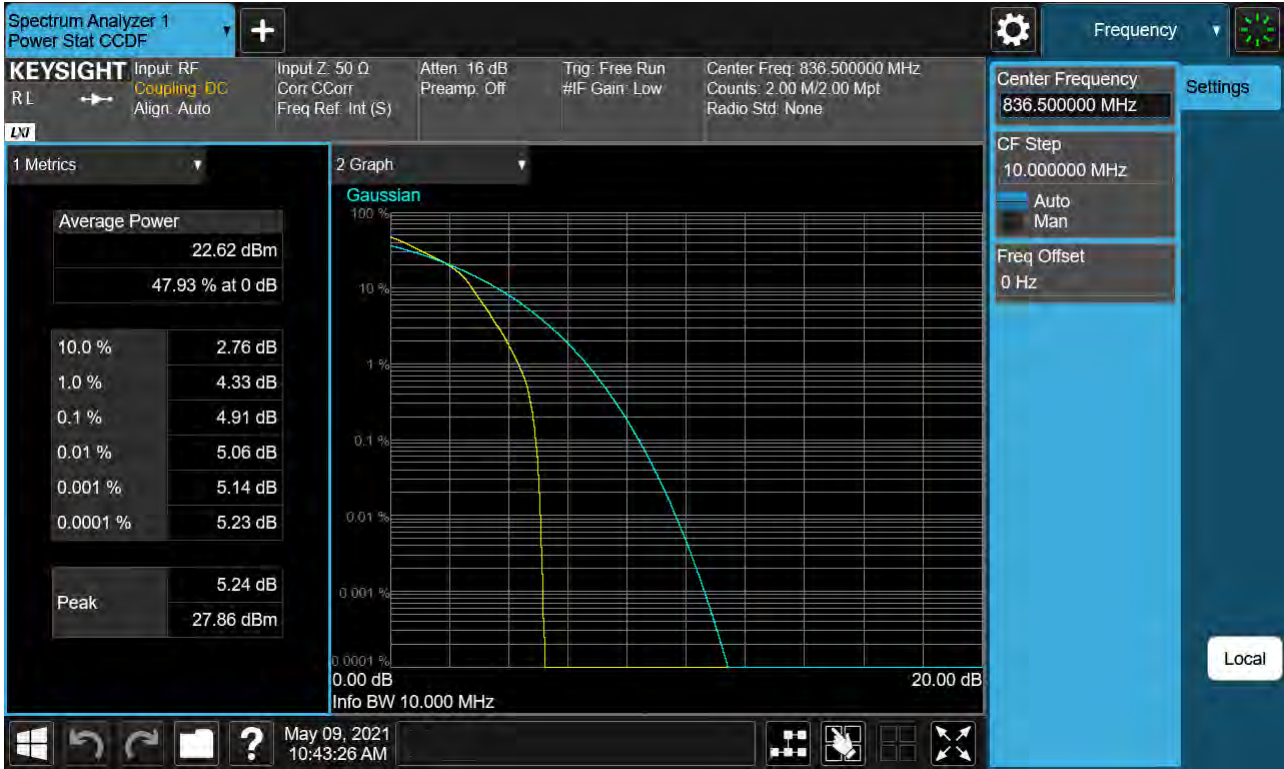 Spectrum Analyzer 1
Power Stat CCDF
+
Frequency
KEYSIGHT
R L
LXI
Input: RF
Coupling: DC
Align: Auto
Input Z: 50 Ω
Corr CCorr
Freq Ref: Int (S)
Atten: 16 dB
Preamp: Off
Trig: Free Run
#IF Gain: Low
Center Freq: 836.500000 MHz
Counts: 2.00 M/2.00 Mpt
Radio Std: None
Center Frequency
836.500000 MHz
Settings
CF Step
10.000000 MHz
Auto
Man
Freq Offset
0 Hz
1 Metrics
Average Power
22.62 dBm
47.93 % at 0 dB
10.0 % 2.76 dB
1.0 % 4.33 dB
0.1 % 4.91 dB
0.01 % 5.06 dB
0.001 % 5.14 dB
0.0001 % 5.23 dB
Peak
5.24 dB
27.86 dBm
2 Graph
Gaussian
100 %
10 %
1 %
0.1 %
0.01 %
0.001 %
0.0001 %
0.00 dB 20.00 dB
Info BW 10.000 MHz
Local
?
May 09, 2021
10:43:26 AM